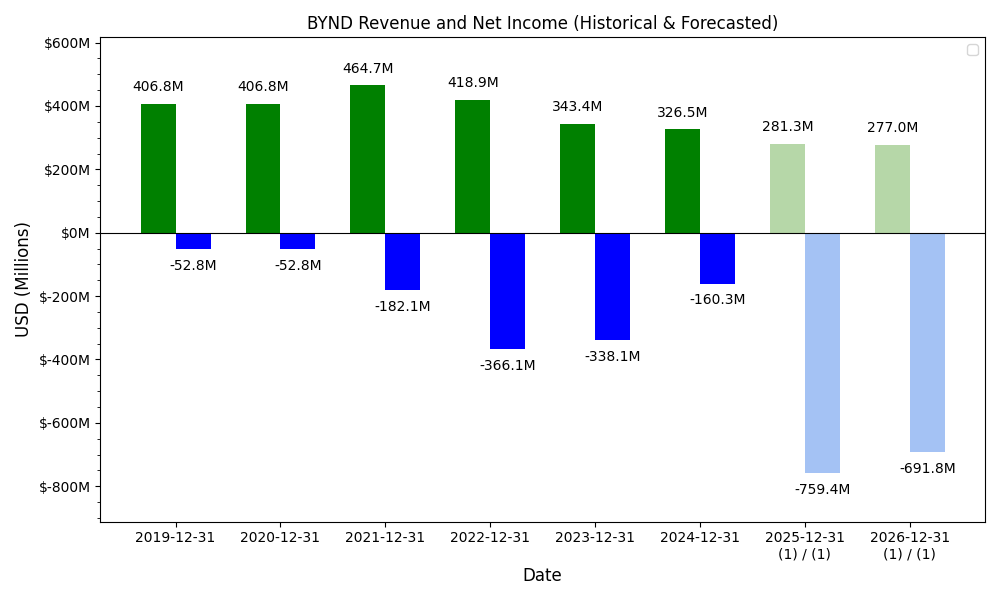 BYND Revenue and Net Income (Historical & Forecasted)
$600M
$400M
$200M
$0M
$-200M
$-400M
$-600M
$-800M
USD (Millions)
406.8M
406.8M
464.7M
418.9M
343.4M
326.5M
281.3M
277.0M
-52.8M
-52.8M
-182.1M
-366.1M
-338.1M
-160.3M
-759.4M
-691.8M
2019-12-31
2020-12-31
2021-12-31
2022-12-31
2023-12-31
2024-12-31
2025-12-31
(1) / (1)
2026-12-31
(1) / (1)
Date